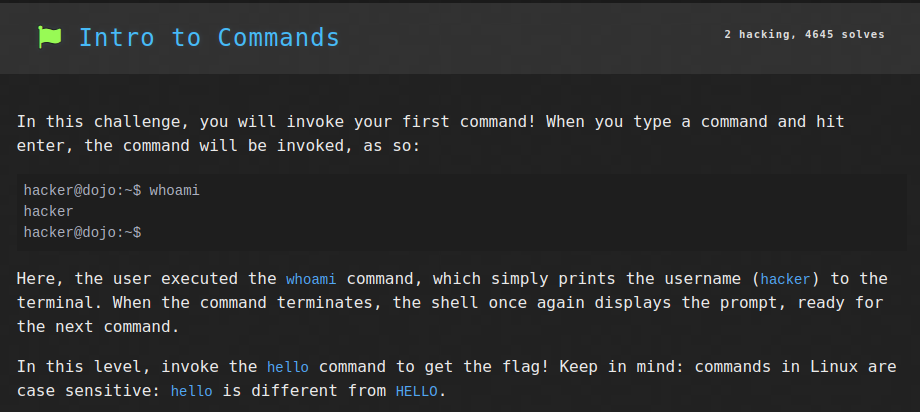 Intro to Commands
2 hacking, 4645 solves
In this challenge, you will invoke your first command! When you type a command and hit
enter, the command will be invoked, as so:
hacker@dojo:~$ whoami
hacker
hacker@dojo:~$
Here, the user executed the whoami command, which simply prints the username (hacker) to the
terminal. When the command terminates, the shell once again displays the prompt, ready for
the next command.
In this level, invoke the hello command to get the flag! Keep in mind: commands in Linux are
case sensitive: hello is different from HELLO.